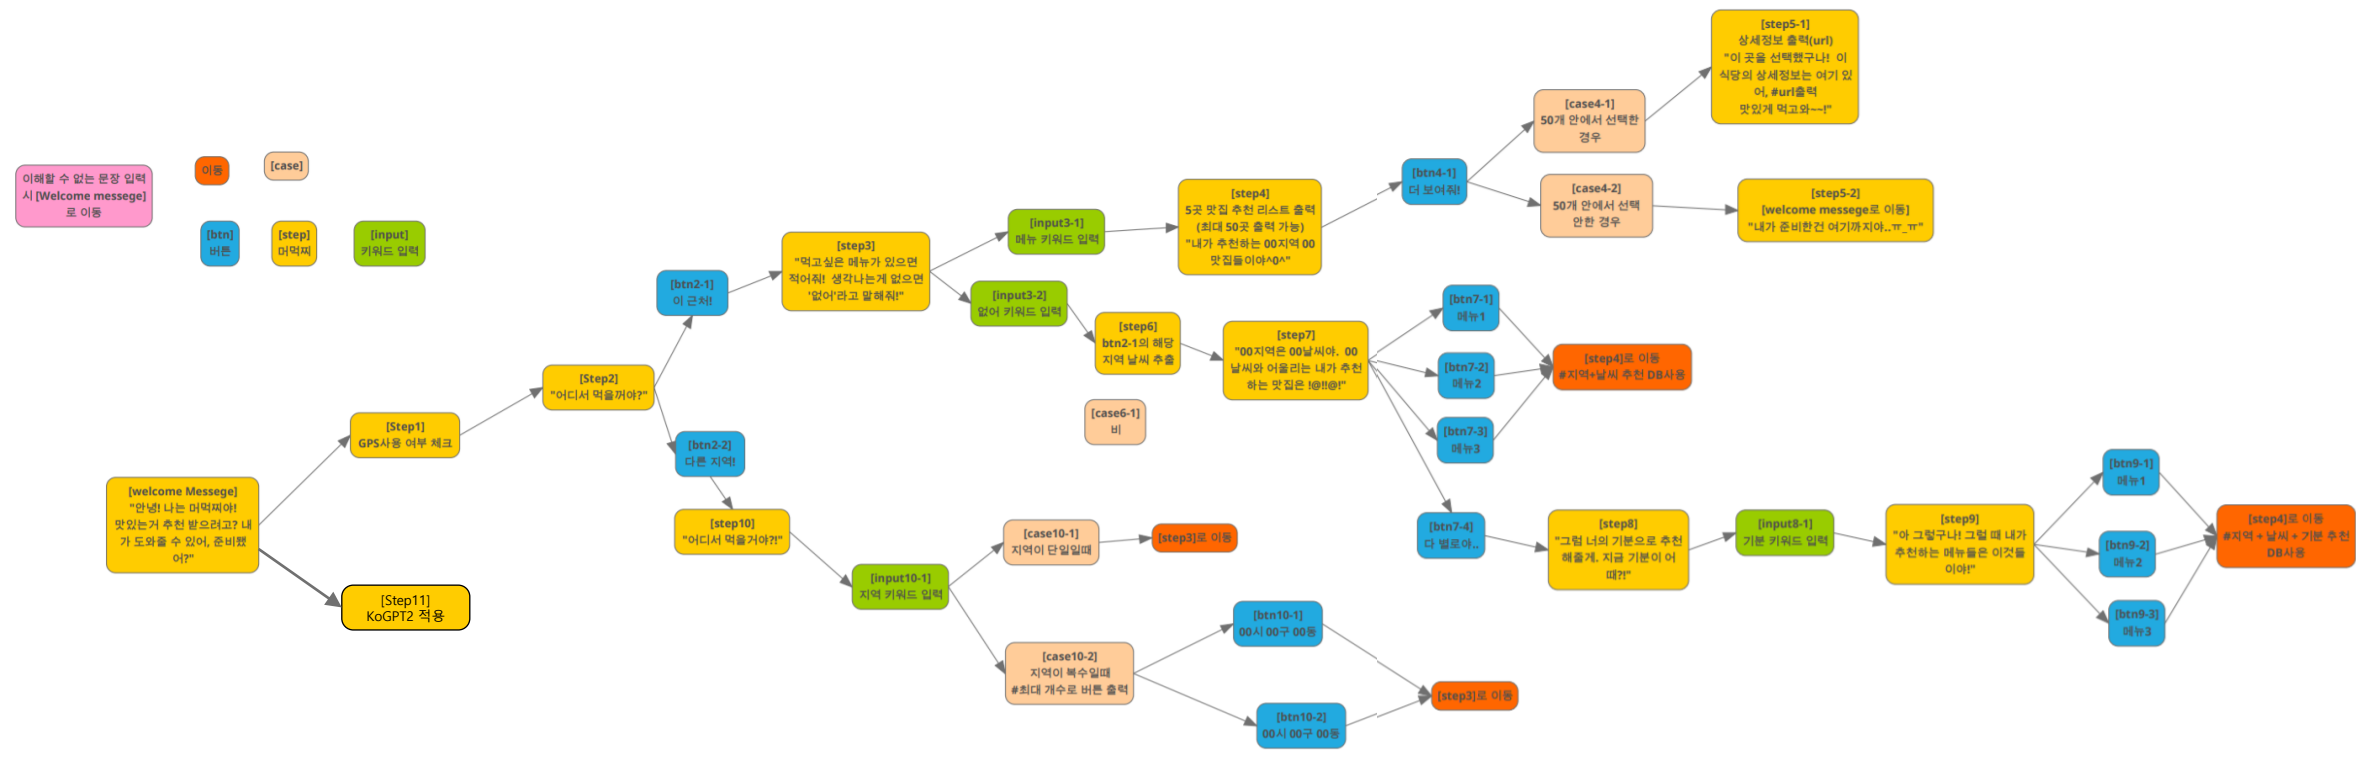 이해할 수 없는 문장 입력
시 [Welcome messege]
로 이동
이동
[case]
[btn]
버튼
[step]
머먹찌
[input]
키워드 입력
[welcome Messege]
"안녕! 나는 머먹찌야!
맛있는거 추천 받으려고? 내
가 도와줄 수 있어, 준비됐
어?"
[Step1]
GPS사용 여부 체크
[Step11]
KoGPT2 적용
[Step2]
"어디서 먹을꺼야?"
[btn2-1]
이 근처!
[btn2-2]
다른 지역!
[step3]
"먹고싶은 메뉴가 있으면
적어줘!  생각나는게 없으면
'없어'라고 말해줘!"
[input3-1]
메뉴 키워드 입력
[input3-2]
없어 키워드 입력
[step4]
5곳 맛집 추천 리스트 출력
(최대 50곳 출력 가능)
"내가 추천하는 00지역 00
맛집들이야^0^"
[btn4-1]
더 보여줘!
[case4-1]
50개 안에서 선택한
경우
[case4-2]
50개 안에서 선택
안한 경우
[step5-1]
상세정보 출력(url)
"이 곳을 선택했구나!  이
식당의 상세정보는 여기 있
어, #url출력
맛있게 먹고와~~!"
[step5-2]
[welcome messege로 이동]
"내가 준비한건 여기까지야..ㅠ_ㅠ"
[step6]
btn2-1의 해당
지역 날씨 추출
[case6-1]
비
[step7]
"00지역은 00날씨야.  00
날씨와 어울리는 내가 추천
하는 맛집은 !@!!@!"
[btn7-1]
메뉴1
[btn7-2]
메뉴2
[btn7-3]
메뉴3
[step4]로 이동
#지역+날씨 추천 DB사용
[btn7-4]
다 별로야,,
[step8]
"그럼 너의 기분으로 추천
해줄게. 지금 기분이 어
때?!"
[input8-1]
기분 키워드 입력
[step9]
"아 그렇구나! 그럴 때 내가
추천하는 메뉴들은 이것들
이야!"
[btn9-1]
메뉴1
[btn9-2]
메뉴2
[btn9-3]
메뉴3
[step4]로 이동
#지역 + 날씨 + 기분 추천
DB사용
[step10]
"어디서 먹을거야?!"
[input10-1]
지역 키워드 입력
[case10-1]
지역이 단일일때
[step3]로 이동
[case10-2]
지역이 복수일때
#최대 개수로 버튼 출력
[btn10-1]
00시 00구 00동
[btn10-2]
00시 00구 00동
[step3]로 이동